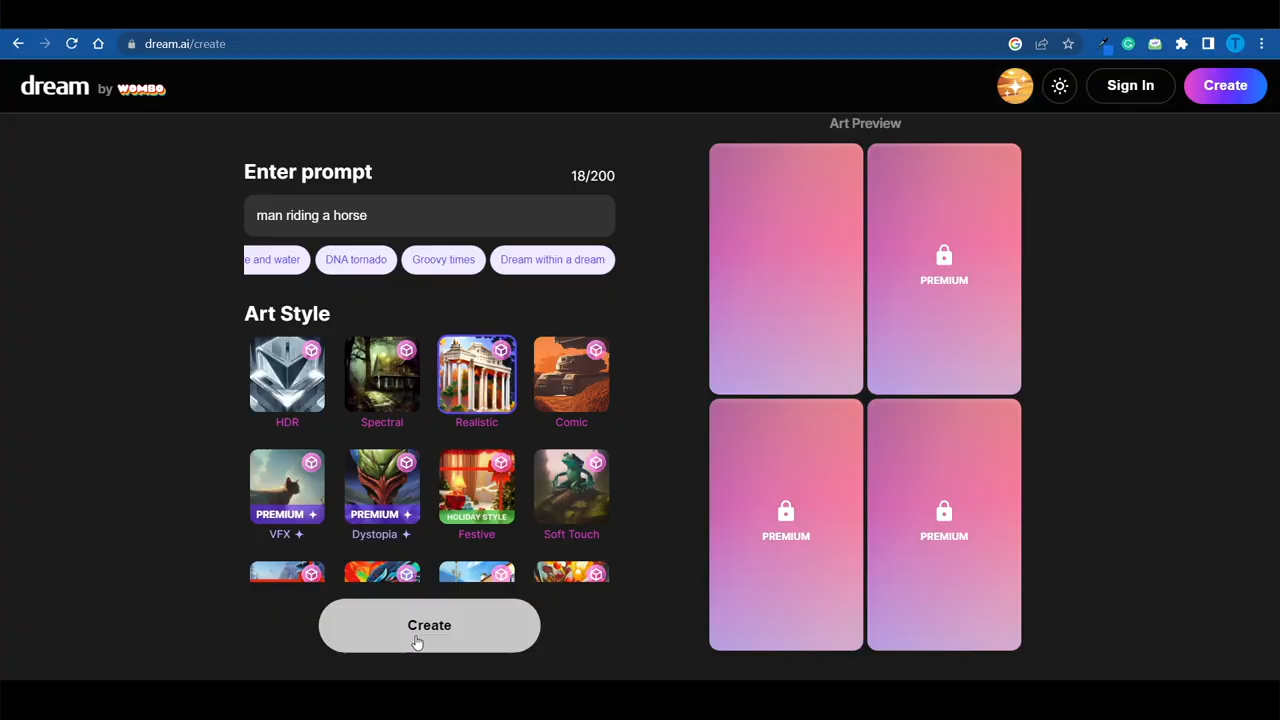 dream.ai/create
T
dream by WOMBO
Sign In
Create
Art Preview
Enter prompt
18/200
man riding a horse
e and water
DNA tornado
Groovy times
Dream within a dream
PREMIUM
Art Style
HDR
Spectral
Realistic
Comic
PREMIUM
PREMIUM
HOLIDAY STYLE
VFX
Dystopia
Festive
Soft Touch
PREMIUM
PREMIUM
Create